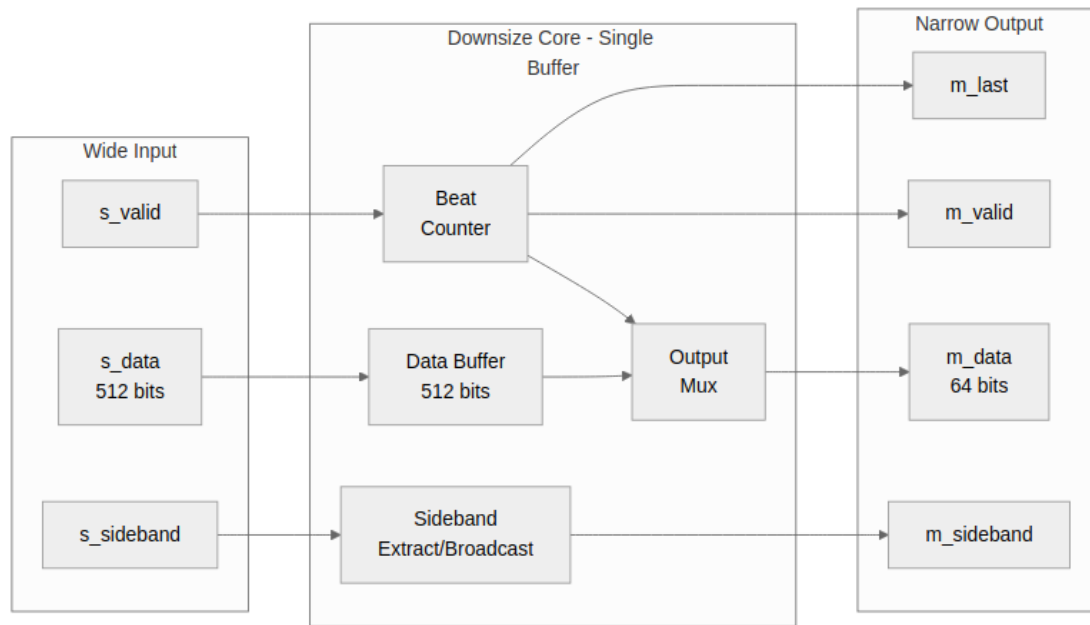 Wide Input
s_valid
s_data
512 bits
s_sideband
Downsize Core - Single
Buffer
Beat
Counter
Data Buffer
512 bits
Output
Mux
Sideband
Extract/Broadcast
Narrow Output
m_last
m_valid
m_data
64 bits
m_sideband